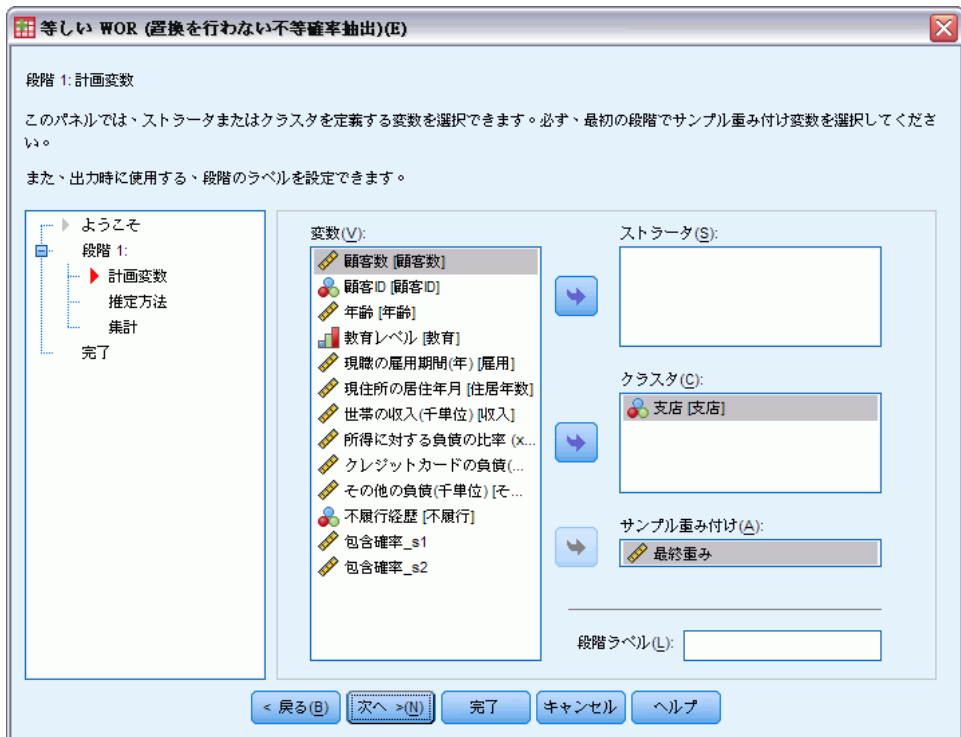 等しい WOR (置換を行わない不等確率抽出)(E)
段階 1: 計画変数
このパネルでは、ストラータまたはクラスタを定義する変数を選択できます。必ず、最初の段階でサンプル重み付け変数を選択してくださ
い。
また、出力時に使用する、段階のラベルを設定できます。
ようこそ
段階 1:
計画変数
推定方法
集計
完了
変数(V):
顧客数 [顧客数]
顧客ID [顧客ID]
年齢 [年齢]
教育レベル [教育]
現職の雇用期間(年) [雇用]
現住所の居住年月 [住居年数]
世帯の収入(千単位) [収入]
所得に対する負債の比率 (x...
クレジットカードの負債(...
その他の負債(千単位) [そ...
不履行経歴 [不履行]
包含確率_s1
包含確率_s2
ストラータ(S):
クラスタ(C):
支店 [支店]
サンプル重み付け(A):
最終重み
段階ラベル(L):
< 戻る(B)
次へ >(N)
完了
キャンセル
ヘルプ